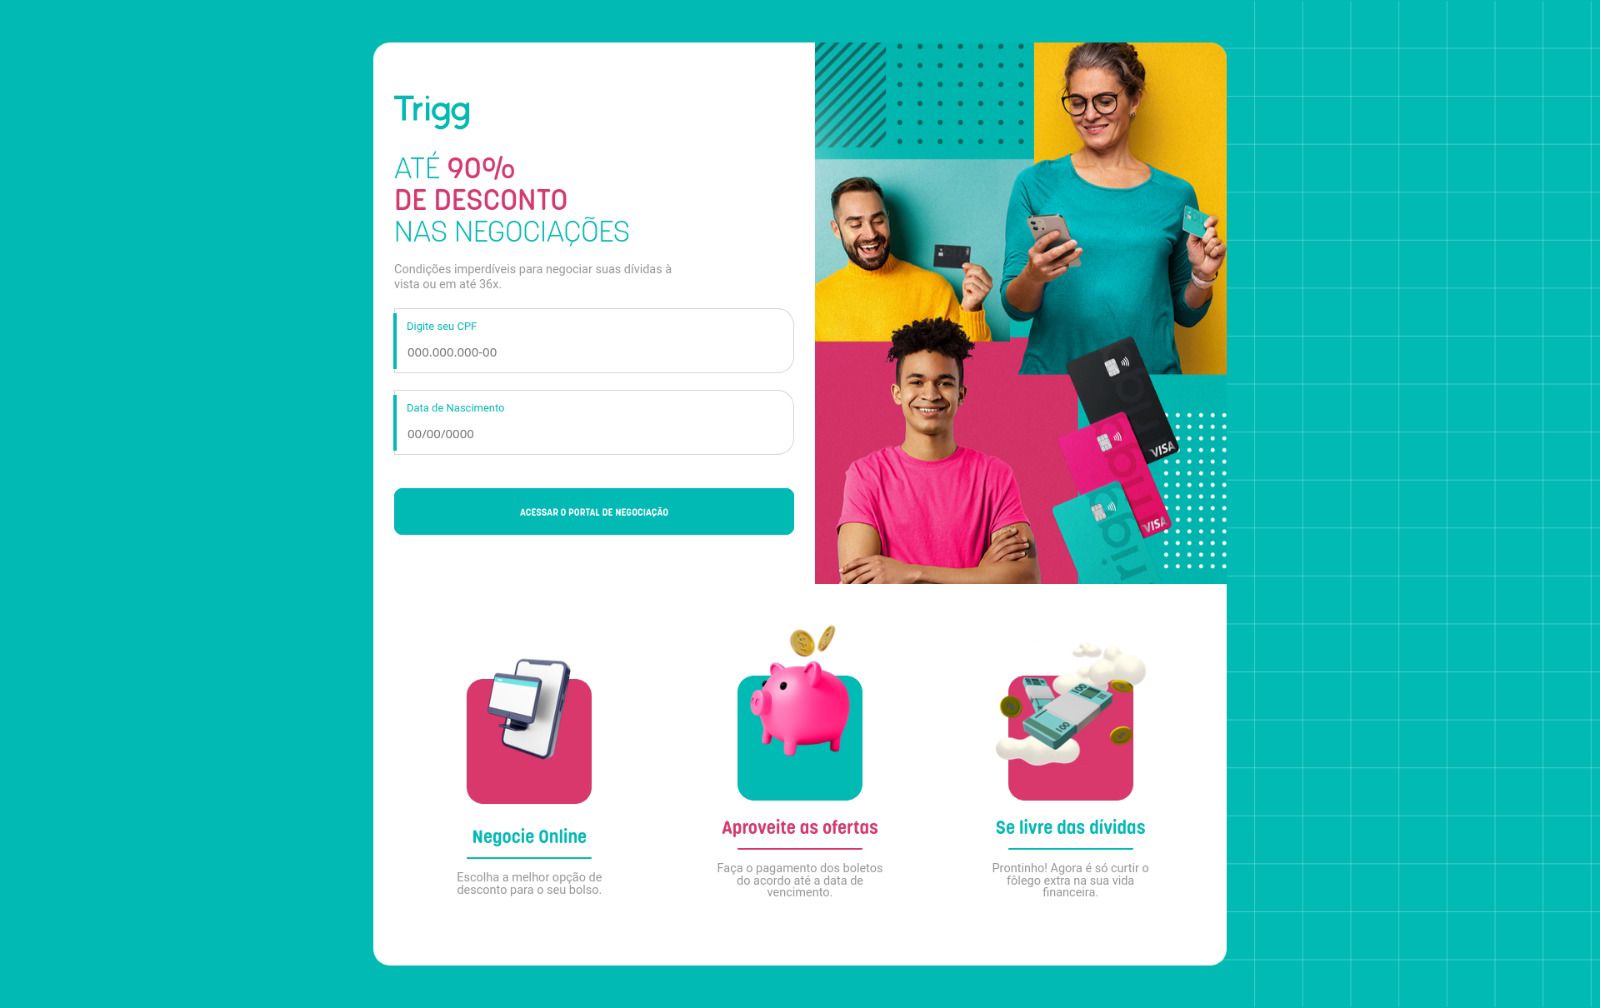 Trigg
ATÉ 90%
DE DESCONTO
NAS NEGOCIAÇÕES
Condições imperdíveis para negociar suas dívidas à
vista ou em até 36x.
Digite seu CPF
000.000.000-00
Data de Nascimento
00/00/0000
ACESSAR O PORTAL DE NEGOCIAÇÃO
VISA
VISA
100
Negocie Online
Escolha a melhor opção de
desconto para o seu bolso.
Aproveite as ofertas
Faça o pagamento dos boletos
do acordo até a data de
vencimento.
Se livre das dívidas
Prontinho! Agora é só curtir o
fôlego extra na sua vida
financeira.